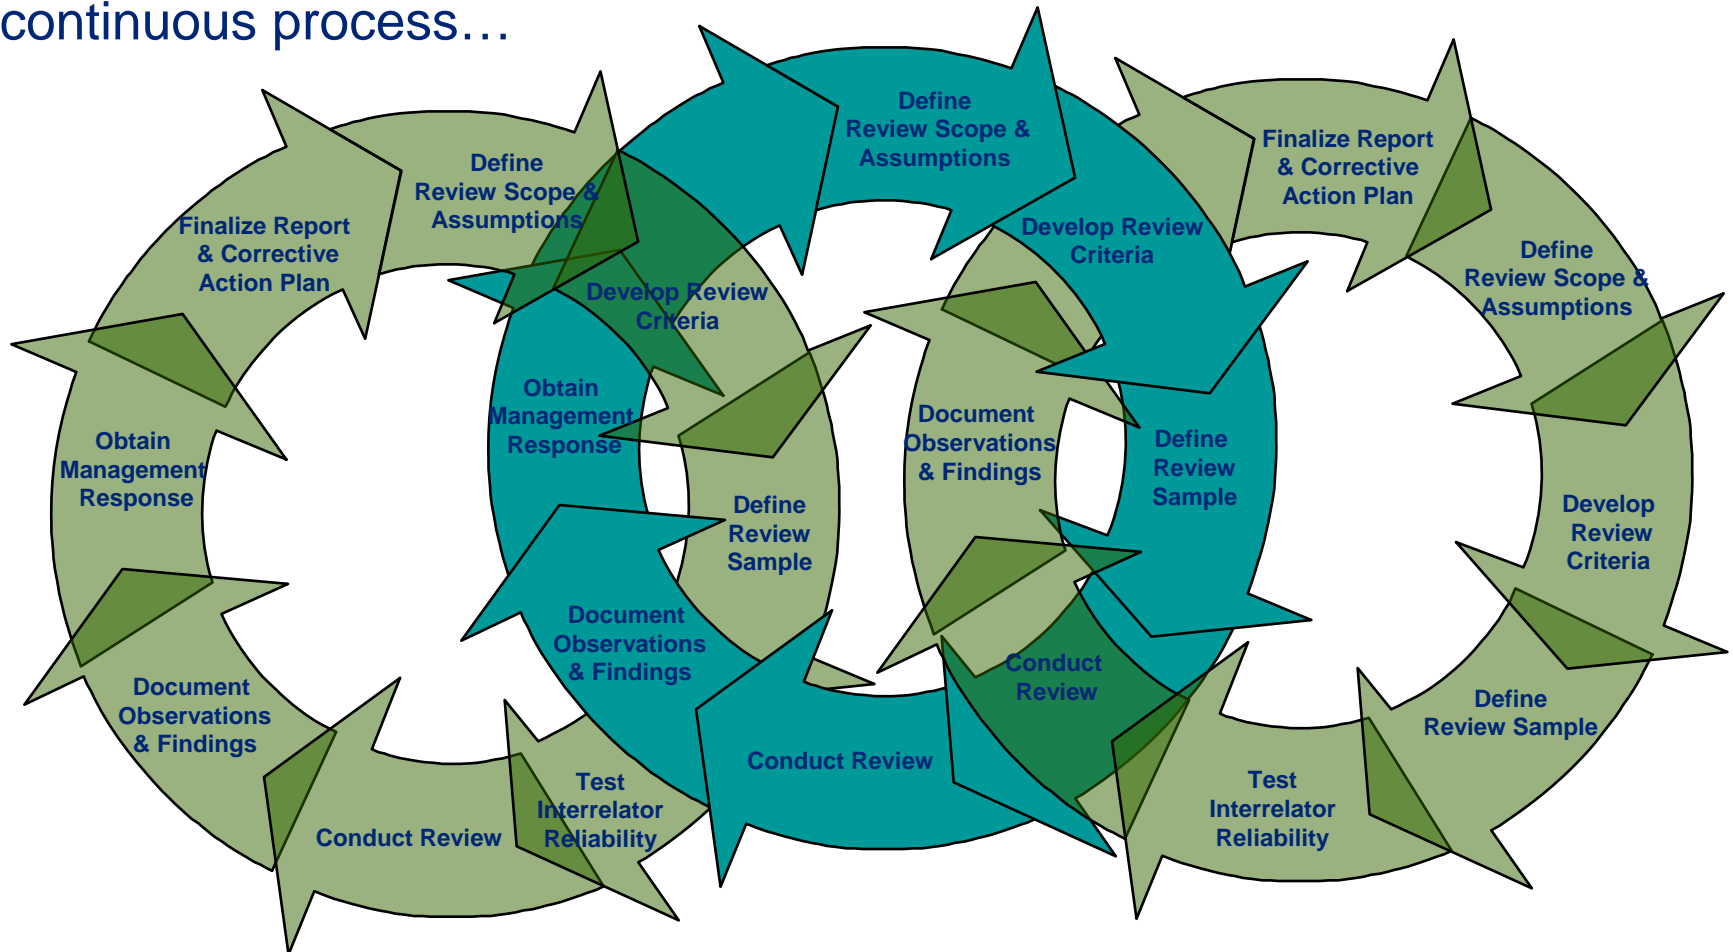 continuous process…
Define
Review Scope &
Assumptions
Finalize Report
& Corrective
Action Plan
Obtain
Management
Response
Document
Observations
& Findings
Conduct Review
Test
Interrelator
Reliability
Define
Review
Sample
Develop Review
Criteria
Define
Review Scope &
Assumptions
Develop Review
Criteria
Define
Review
Sample
Conduct Review
Document
Observations
& Findings
Obtain
Management
Response
Finalize Report
& Corrective
Action Plan
Define
Review Scope &
Assumptions
Develop
Review
Criteria
Define
Review Sample
Test
Interrelator
Reliability
Conduct
Review
Document
Observations
& Findings